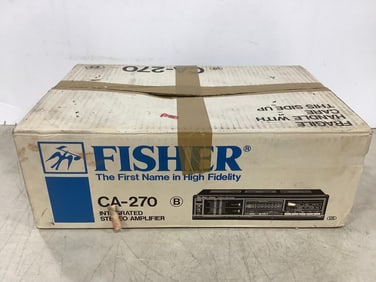 CA-270
FRAGILE
HANDLE WITH
CARE
THIS SIDE UP
FISHER®
The First Name in High Fidelity
CA-270 B
INTEGRATED
STEREO AMPLIFIER